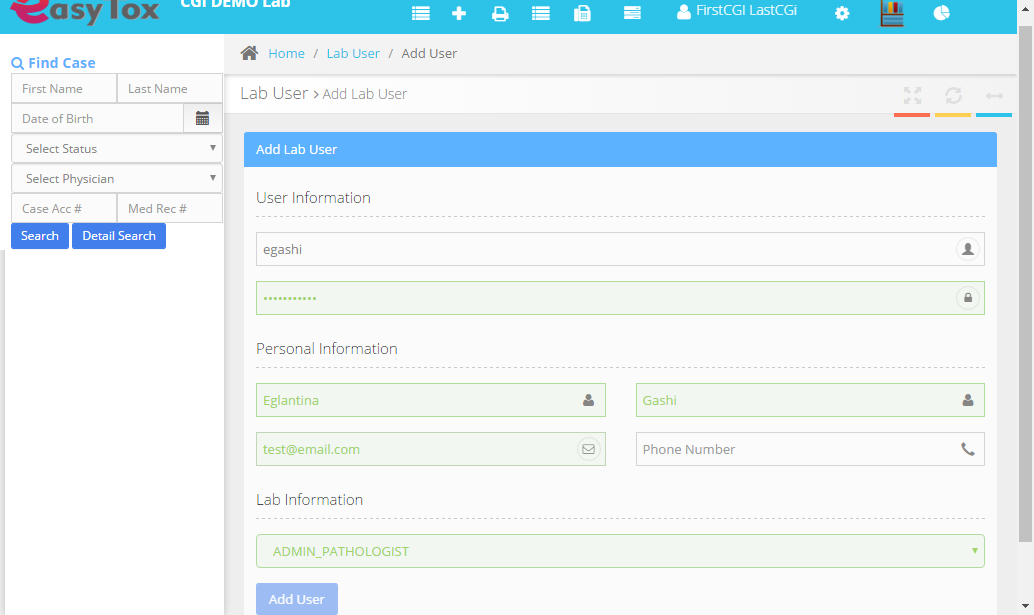 easyTox
CGI DEMO Lab
FirstCGI LastCGi
Find Case
First Name
Last Name
Date of Birth
Select Status
Select Physician
Case Acc #
Med Rec #
Search
Detail Search
Home / Lab User / Add User
Lab User > Add Lab User
Add Lab User
User Information
egashi
•••••••••••
Personal Information
Eglantina
Gashi
test@email.com
Phone Number
Lab Information
ADMIN_PATHOLOGIST
Add User